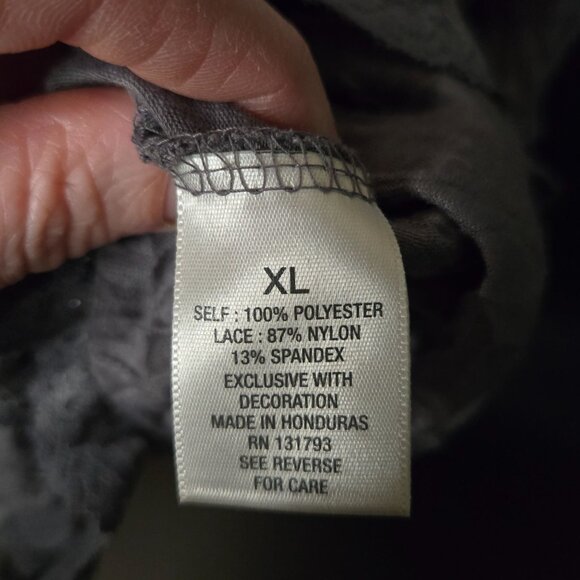 XL
SELF : 100% POLYESTER
LACE : 87% NYLON
13% SPANDEX
EXCLUSIVE WITH
DECORATION
MADE IN HONDURAS
RN 131793
SEE REVERSE
FOR CARE